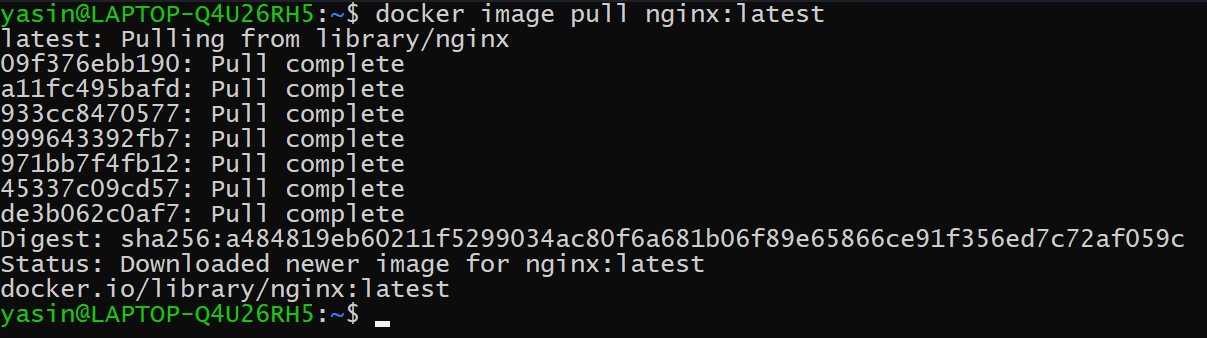 yasin@LAPTOP-Q4U26RH5:~$ docker image pull nginx:latest
latest: Pulling from library/nginx
09f376ebb190: Pull complete
a11fc495bafd: Pull complete
933cc8470577: Pull complete
999643392fb7: Pull complete
971bb7f4fb12: Pull complete
45337c09cd57: Pull complete
de3b062c0af7: Pull complete
Digest: sha256:a484819eb60211f5299034ac80f6a681b06f89e65866ce91f356ed7c72af059c
Status: Downloaded newer image for nginx:latest
docker.io/library/nginx:latest
yasin@LAPTOP-Q4U26RH5:~$